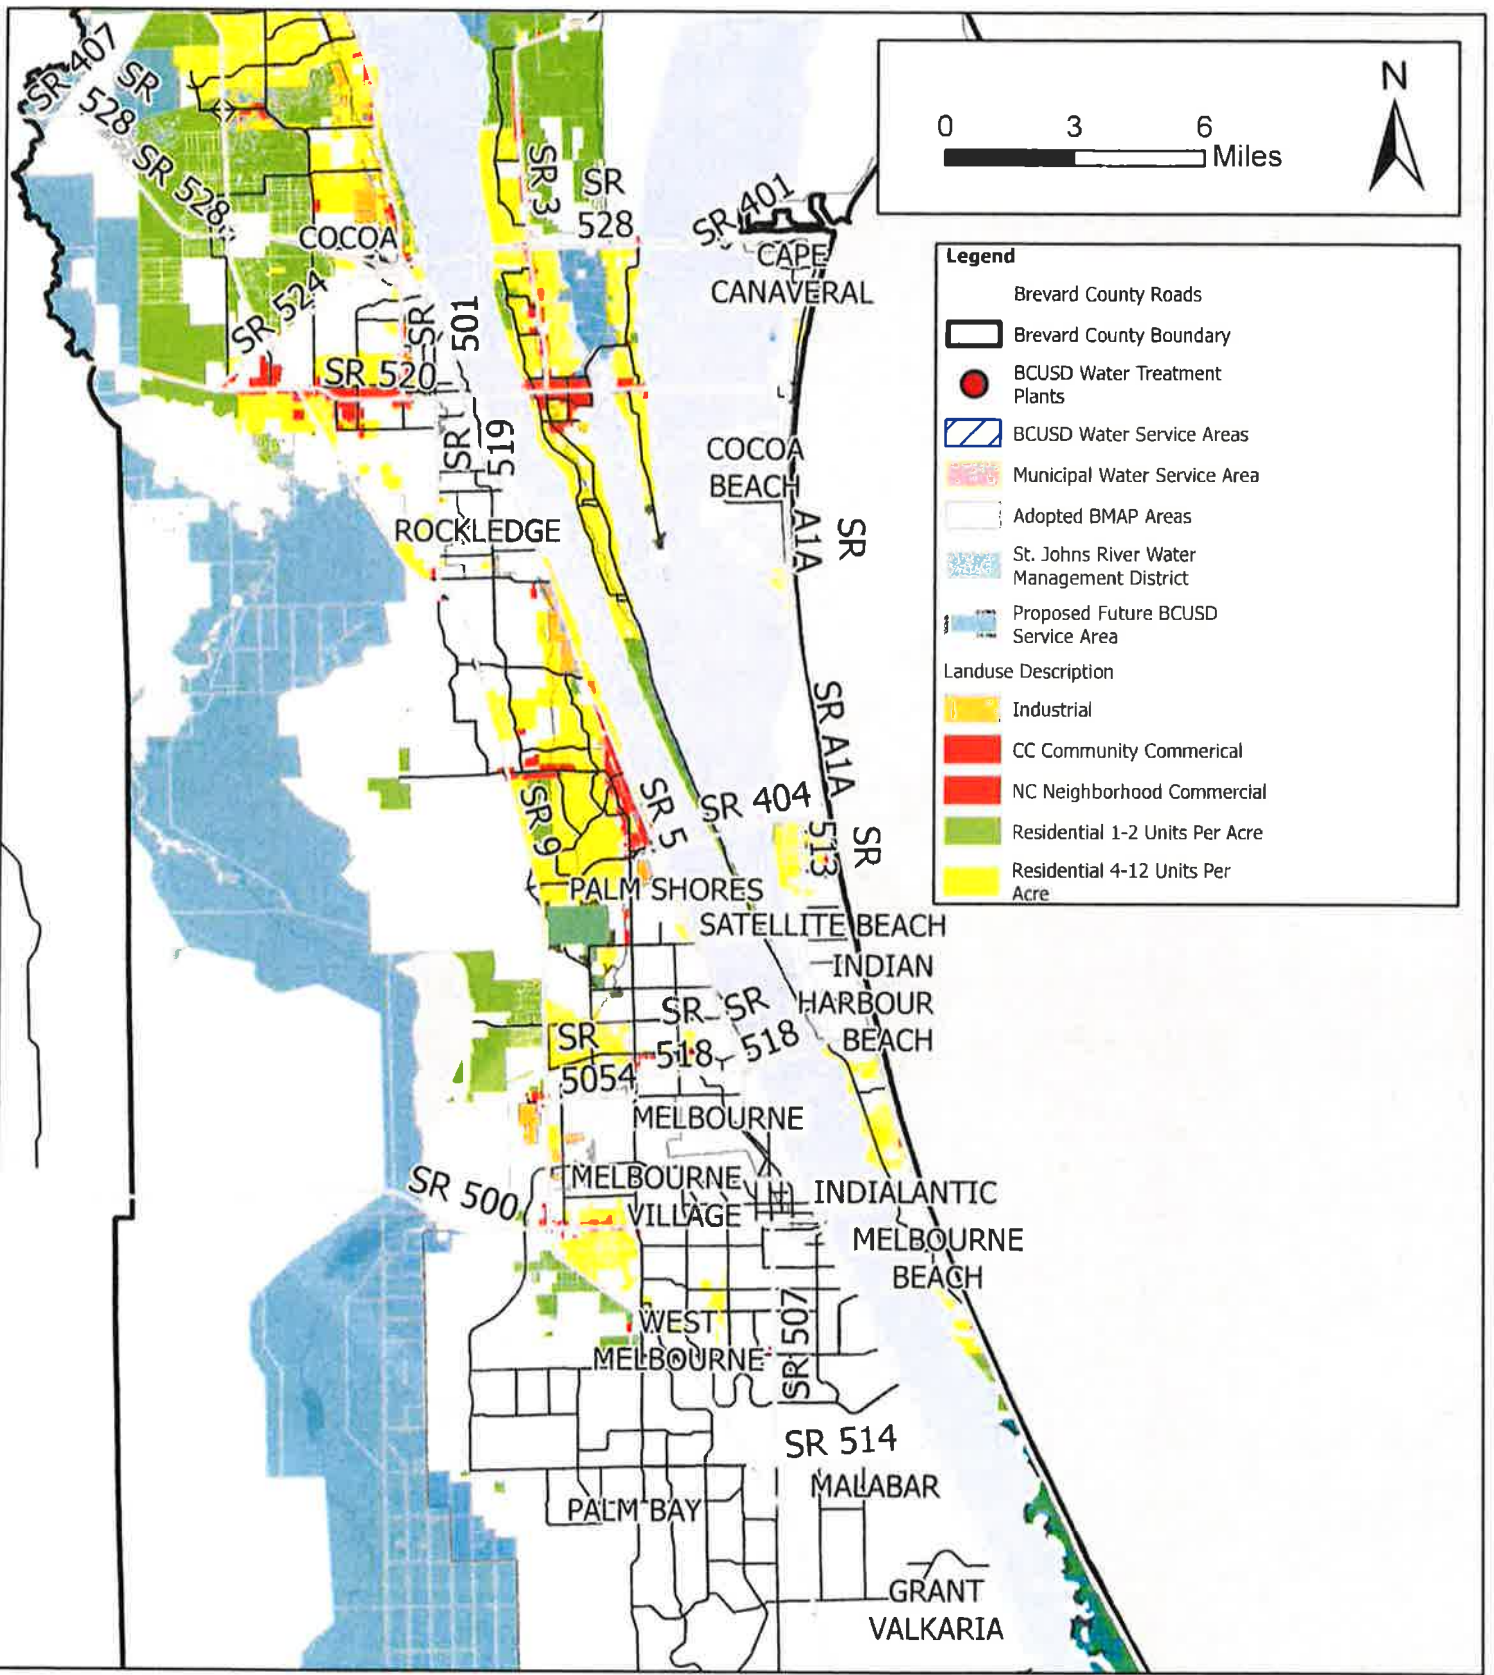 SR 407
SR
528
SR 528
COCOA
SR 524
SR
501
SR 520
SR
519
ROCKLEDGE
SR 3
SR
528
SR 401
CAPE
CANAVERAL
COCOA
BEACH
A1A
SR
SR A1A
SR 404
513
SR
SR 5
SR 9
PALM SHORES
SATELLITE BEACH
INDIAN
HARBOUR
BEACH
SR
518
SR
518
SR
5054
MELBOURNE
SR 500
MELBOURNE
VILLAGE
INDIALANTIC
MELBOURNE
BEACH
WEST
MELBOURNE
SR 507
SR 514
MALABAR
PALM BAY
GRANT
VALKARIA
0 3 6
Miles
N
Legend
Brevard County Roads
Brevard County Boundary
BCUSD Water Treatment
Plants
BCUSD Water Service Areas
Municipal Water Service Area
Adopted BMAP Areas
St. Johns River Water
Management District
Proposed Future BCUSD
Service Area
Landuse Description
Industrial
CC Community Commerical
NC Neighborhood Commercial
Residential 1-2 Units Per Acre
Residential 4-12 Units Per
Acre